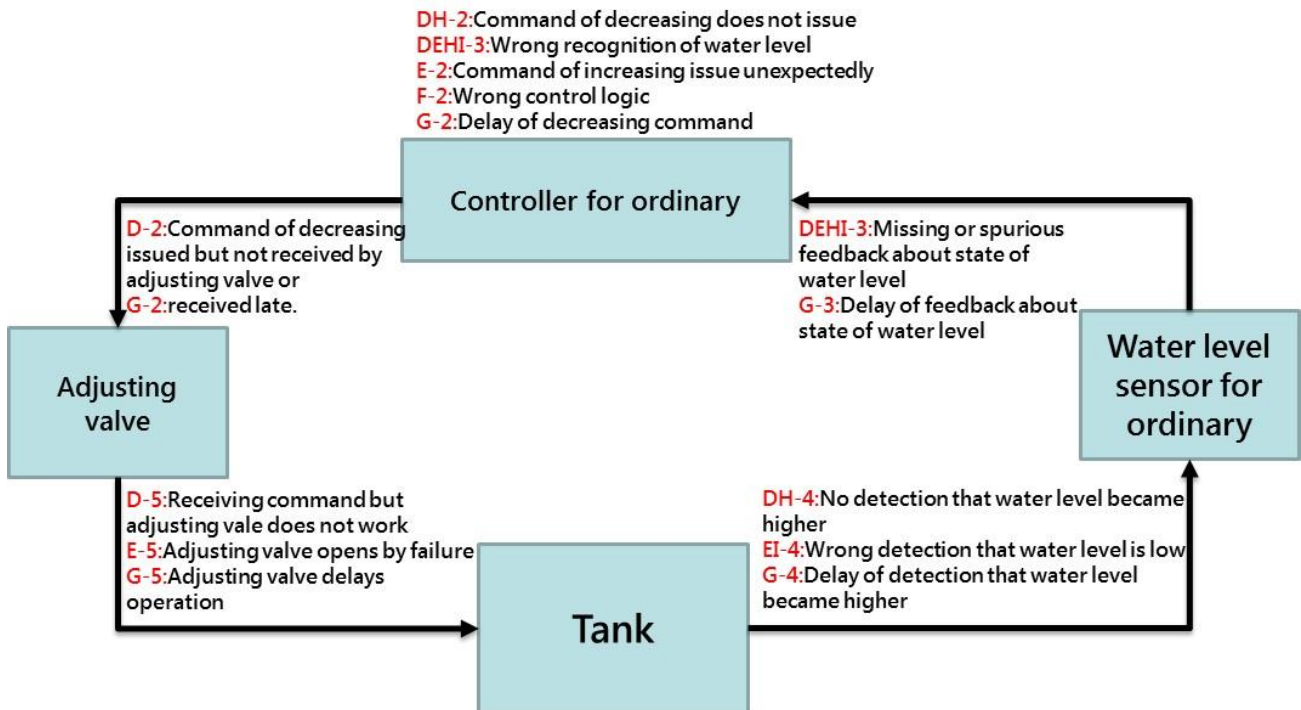 DH-2:Command of decreasing does not issue
DEHI-3:Wrong recognition of water level
E-2:Command of increasing issue unexpectedly
F-2:Wrong control logic
G-2:Delay of decreasing command
Controller for ordinary
D-2:Command of decreasing
issued but not received by
adjusting valve or
G-2:received late.
DEHI-3:Missing or spurious
feedback about state of
water level
G-3:Delay of feedback about
state of water level
Adjusting
valve
Water level
sensor for
ordinary
D-5:Receiving command but
adjusting vale does not work
E-5:Adjusting valve opens by failure
G-5:Adjusting valve delays
operation
DH-4:No detection that water level became
higher
EI-4:Wrong detection that water level is low
G-4:Delay of detection that water level
became higher
Tank